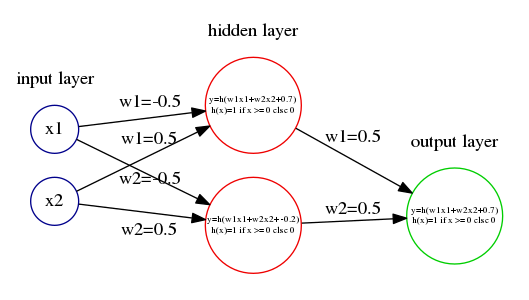 hidden layer
input layer
w1=-0.5
y=h(w1x1+w2x2+0.7)
h(x)=1 if x >=0 else 0
x1
w1=0.5
w1=0.5
output layer
w2=-0.5
x2
w2=0.5
y=h(w1x1+w2x2+-0.2)
h(x)=1 if x >=0 else 0
w2=0.5
y=h(w1x1+w2x2+0.7)
h(x)=1 if x >=0 else 0